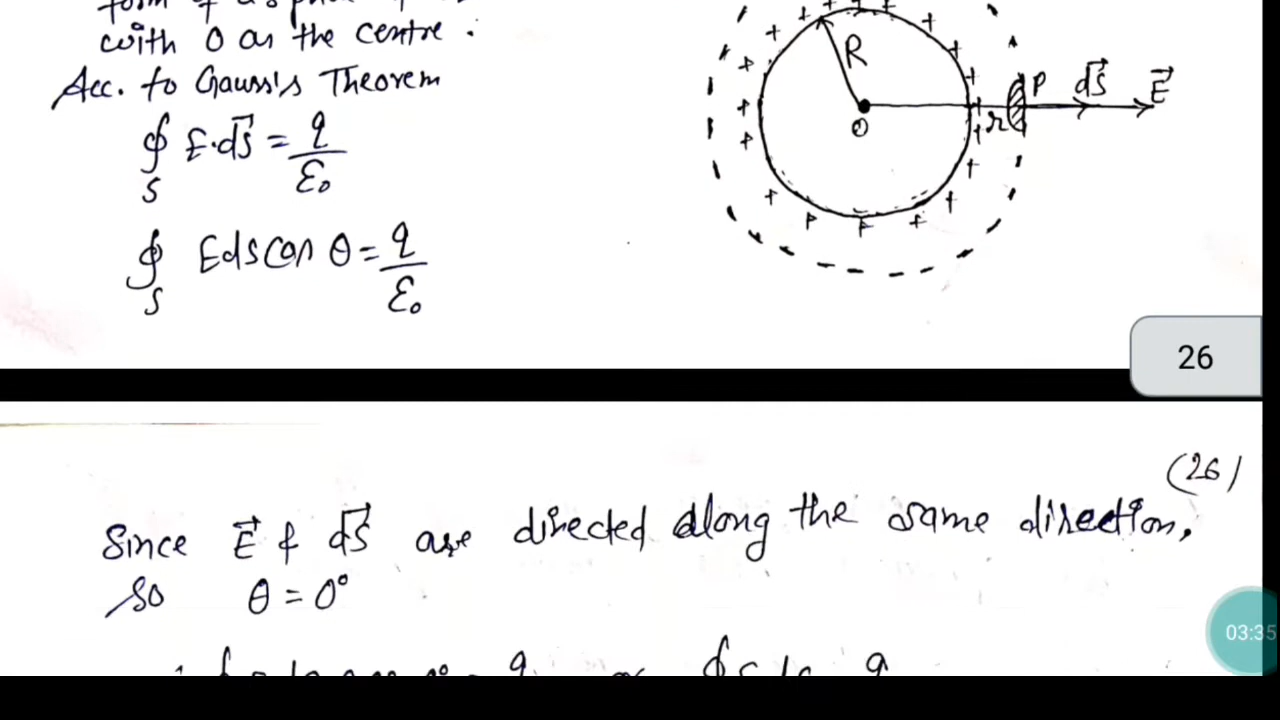 with O as the centre.
Acc. to Gauss's Theorem
∮ E·dS⃗ = q/ε₀
S
∮ E ds cos θ = q/ε₀
S
R
O
r
P
dS⃗
E⃗
26
(26)
Since E⃗ & dS⃗ are directed along the same direction,
So θ = 0°
03:35